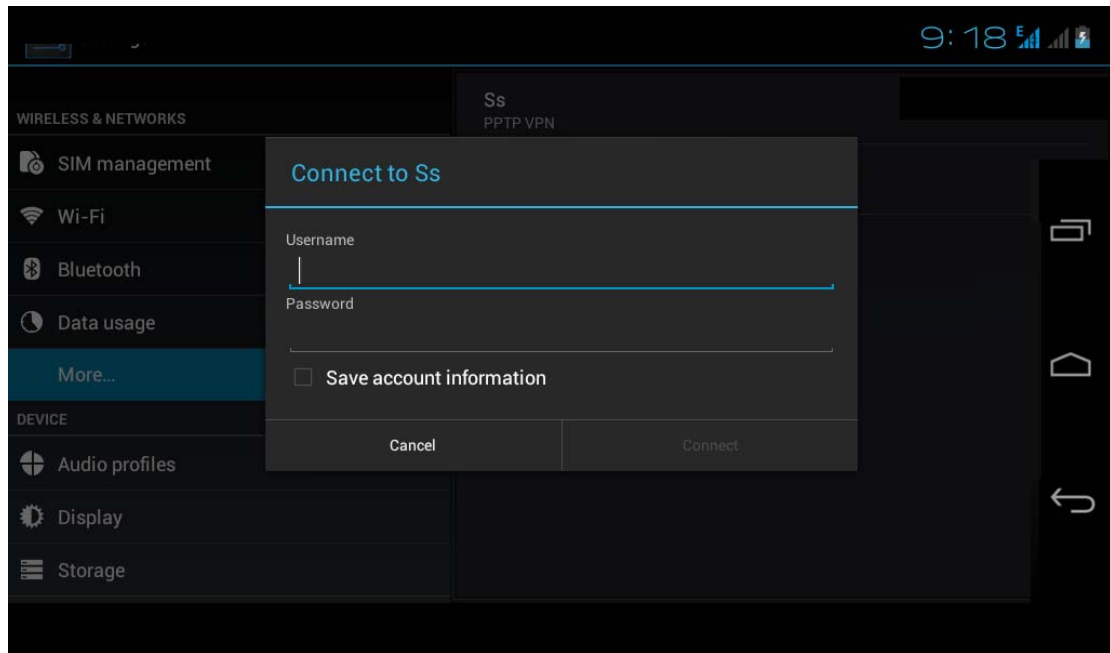 9:18 E
Ss
PPTP VPN
WIRELESS & NETWORKS
SIM management
Wi-Fi
Bluetooth
Data usage
More...
DEVICE
Audio profiles
Display
Storage
Connect to Ss
Username
Password
Save account information
Cancel
Connect